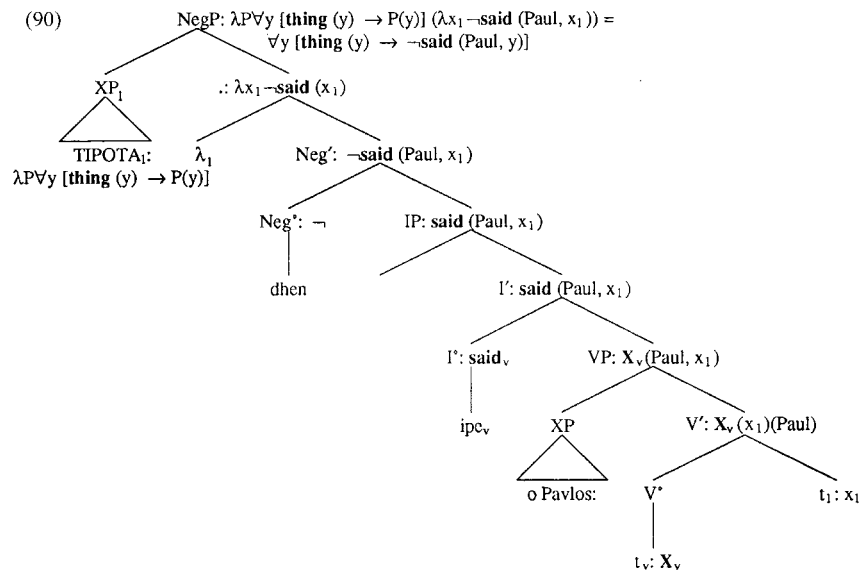 (90) NegP: λP∀y [thing (y) → P(y)] (λx₁¬said (Paul, x₁)) =
∀y [thing (y) → ¬said (Paul, y)]
XP₁ .: λx₁¬said (x₁)
TIPOTA₁: λ₁ Neg′: ¬said (Paul, x₁)
λP∀y [thing (y) → P(y)]
Neg°: ¬ IP: said (Paul, x₁)
dhen I′: said (Paul, x₁)
I°: saidᵥ VP: Xᵥ(Paul, x₁)
ipeᵥ XP V′: Xᵥ(x₁)(Paul)
o Pavlos: V° t₁: x₁
tᵥ: Xᵥ